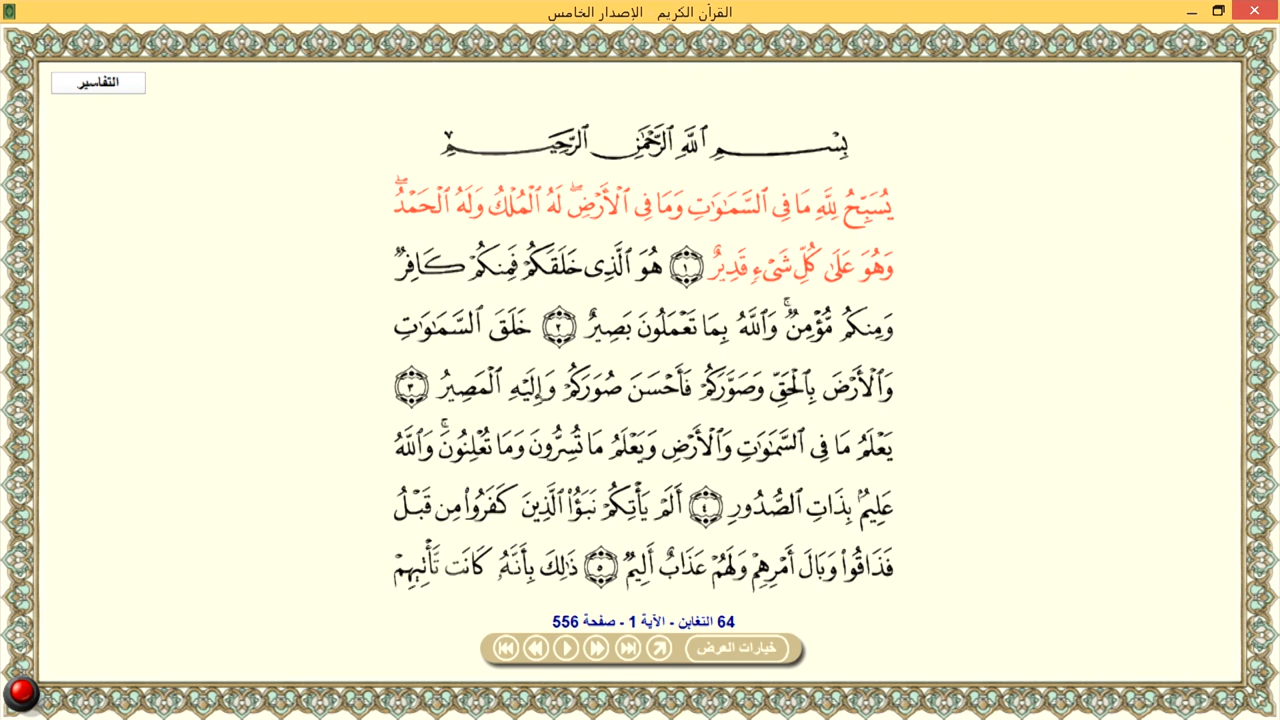 القرآن الكريم الإصدار الخامس
التفاسير
بِسْمِ ٱللَّهِ ٱلرَّحْمَٰنِ ٱلرَّحِيمِ
يُسَبِّحُ لِلَّهِ مَا فِى ٱلسَّمَٰوَٰتِ وَمَا فِى ٱلْأَرْضِ ۖ لَهُ ٱلْمُلْكُ وَلَهُ ٱلْحَمْدُ ۖ
وَهُوَ عَلَىٰ كُلِّ شَىْءٍ قَدِيرٌ ١ هُوَ ٱلَّذِى خَلَقَكُمْ فَمِنكُمْ كَافِرٌ
وَمِنكُم مُّؤْمِنٌ ۚ وَٱللَّهُ بِمَا تَعْمَلُونَ بَصِيرٌ ٢ خَلَقَ ٱلسَّمَٰوَٰتِ
وَٱلْأَرْضَ بِٱلْحَقِّ وَصَوَّرَكُمْ فَأَحْسَنَ صُوَرَكُمْ وَإِلَيْهِ ٱلْمَصِيرُ ٣
يَعْلَمُ مَا فِى ٱلسَّمَٰوَٰتِ وَٱلْأَرْضِ وَيَعْلَمُ مَا تُسِرُّونَ وَمَا تُعْلِنُونَ ۚ وَٱللَّهُ
عَلِيمٌۢ بِذَاتِ ٱلصُّدُورِ ٤ أَلَمْ يَأْتِكُمْ نَبَؤُا۟ ٱلَّذِينَ كَفَرُوا۟ مِن قَبْلُ
فَذَاقُوا۟ وَبَالَ أَمْرِهِمْ وَلَهُمْ عَذَابٌ أَلِيمٌ ٥ ذَٰلِكَ بِأَنَّهُۥ كَانَت تَّأْتِيهِمْ
64 التغابن - الآية 1 - صفحة 556
خيارات العرض